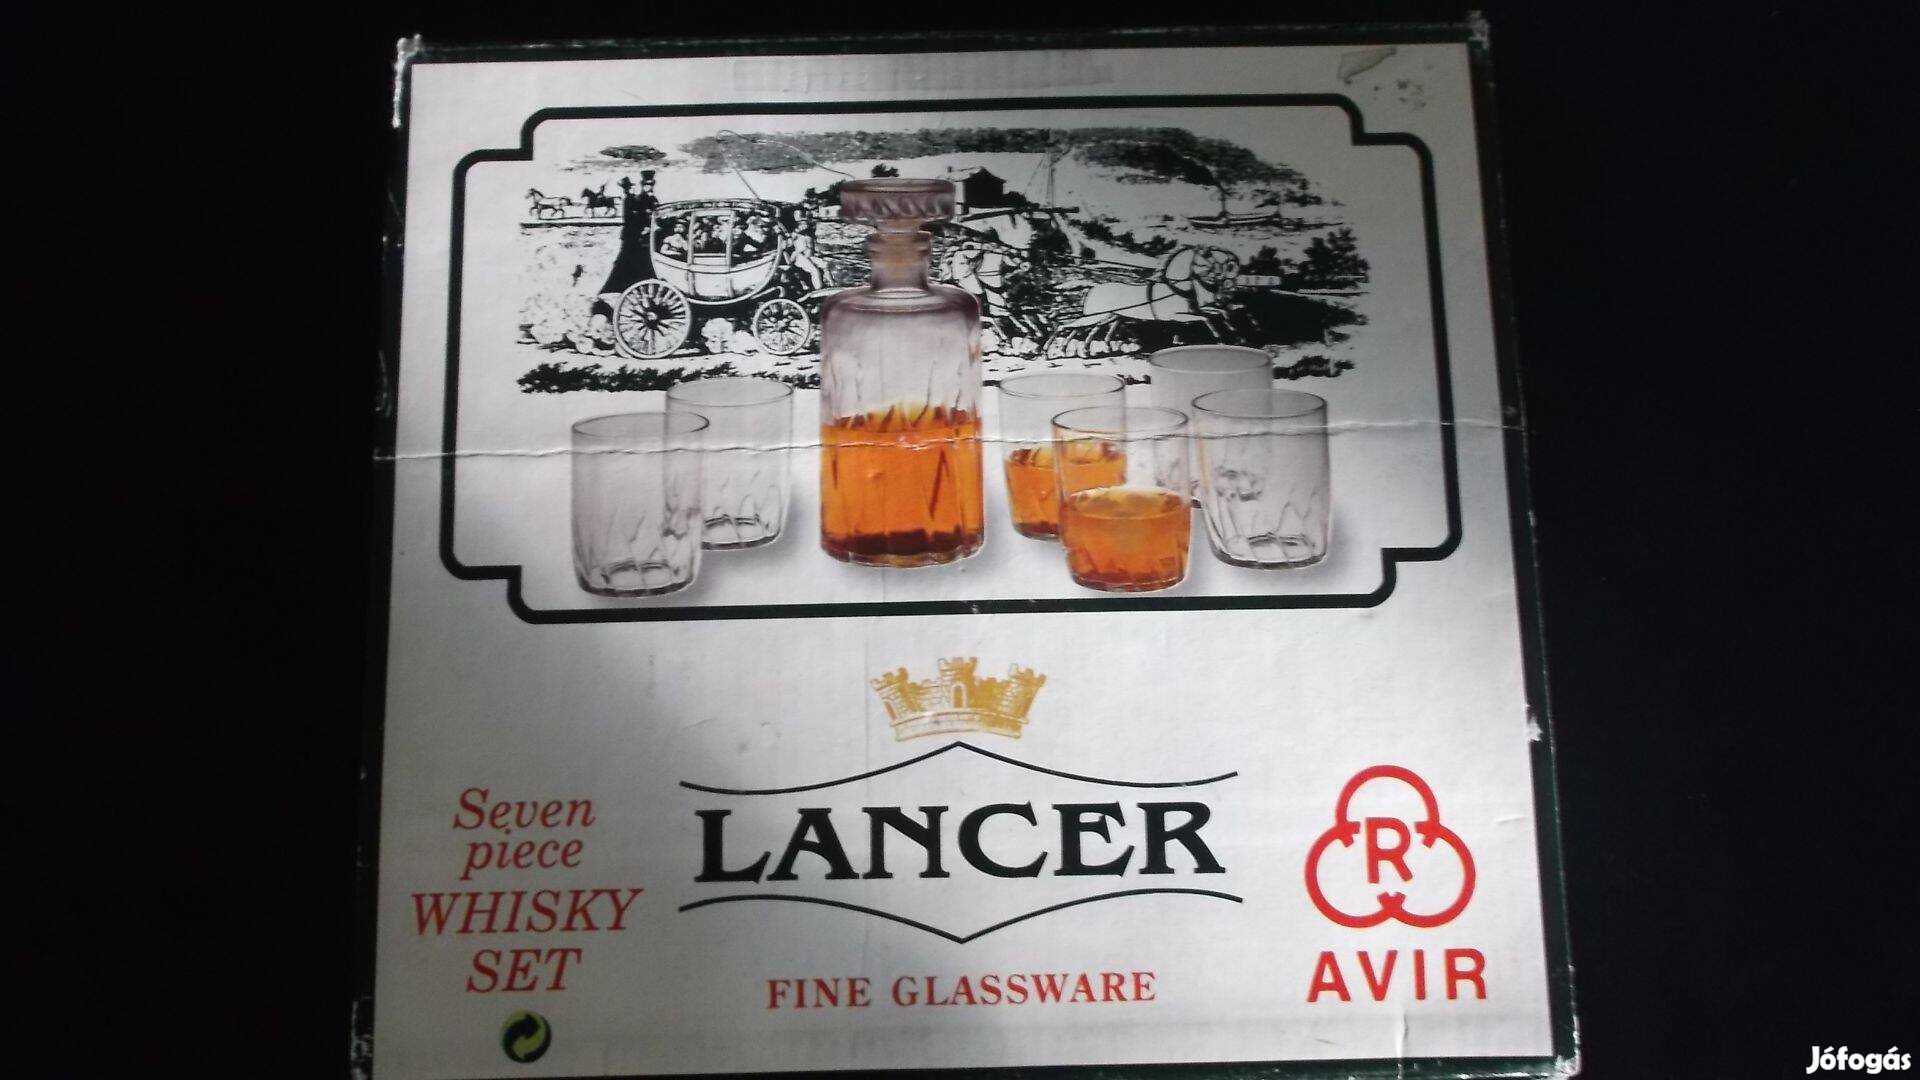 LANCER
Seven
piece
WHISKY
SET
FINE GLASSWARE
R
AVIR
Jófogás